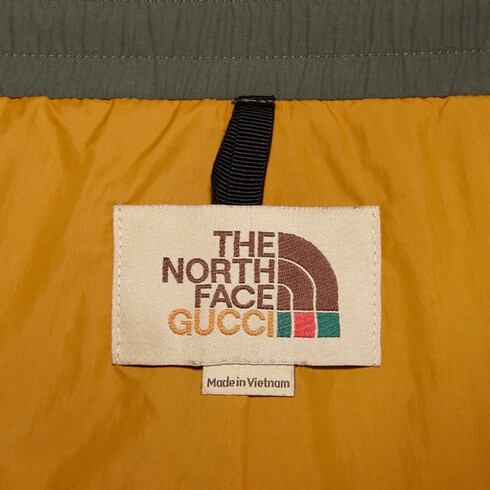 THE
NORTH
FACE
GUCCI
Made in Vietnam